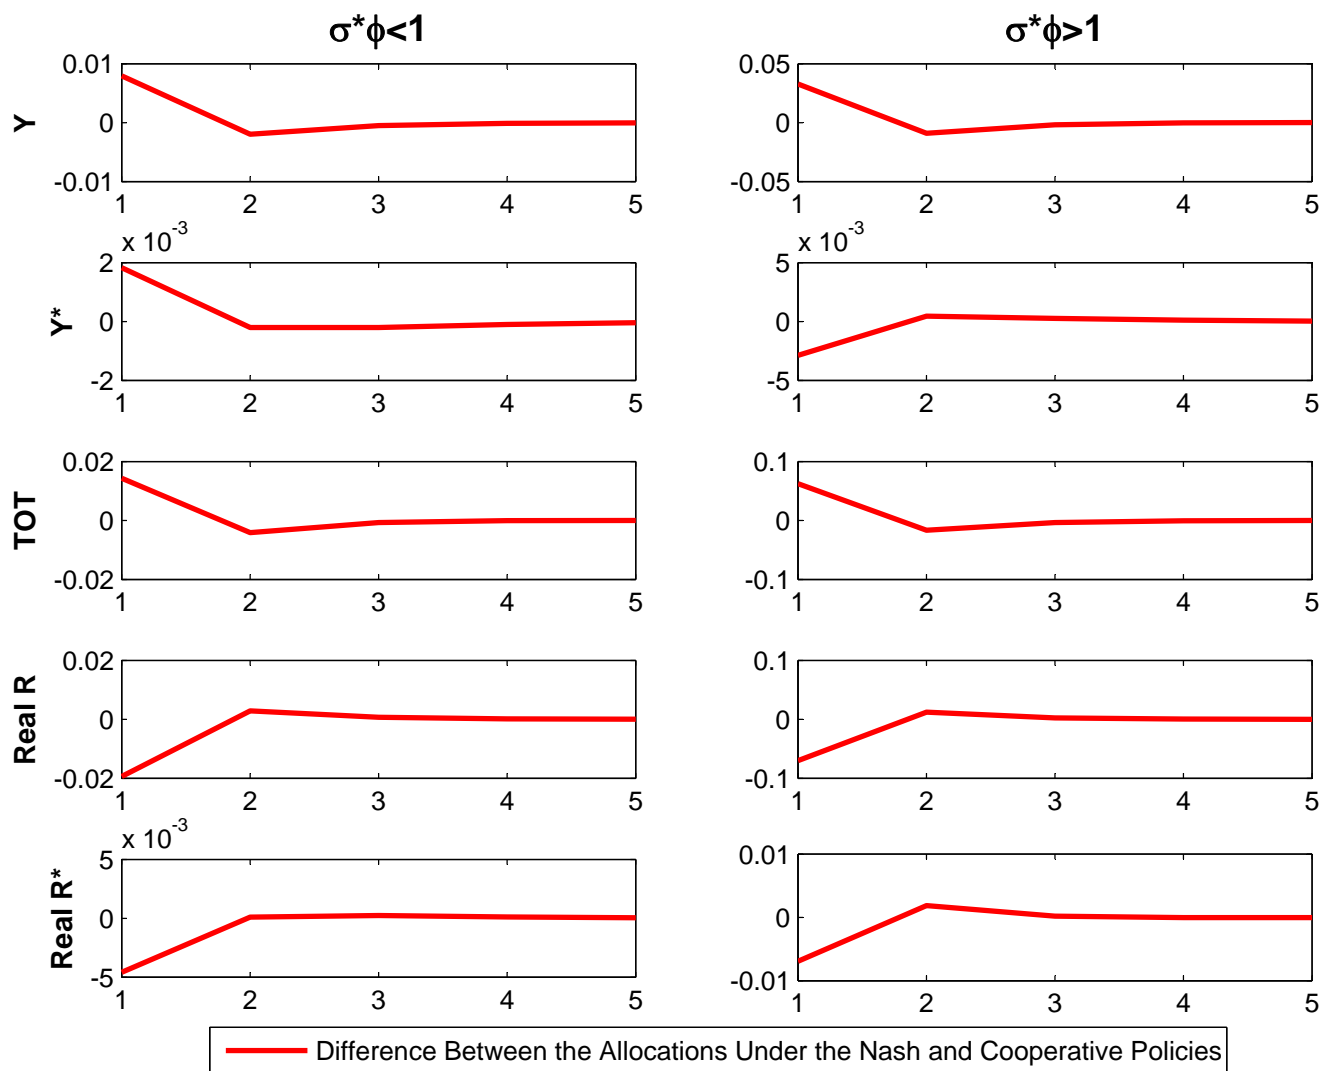 σ*ϕ<1 σ*ϕ>1
Y
0.01
0
-0.01
1 2 3 4 5
0.05
0
-0.05
1 2 3 4 5
Y*
x 10-3
2
0
-2
1 2 3 4 5
x 10-3
5
0
-5
1 2 3 4 5
TOT
0.02
0
-0.02
1 2 3 4 5
0.1
0
-0.1
1 2 3 4 5
Real R
0.02
0
-0.02
1 2 3 4 5
0.1
0
-0.1
1 2 3 4 5
Real R*
x 10-3
5
0
-5
1 2 3 4 5
0.01
0
-0.01
1 2 3 4 5
Difference Between the Allocations Under the Nash and Cooperative Policies